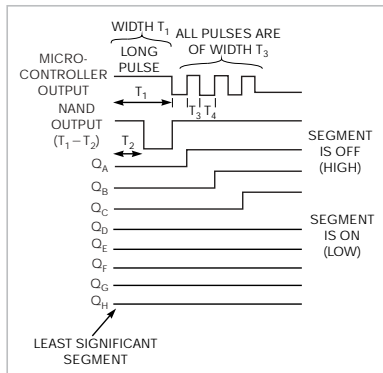 WIDTH T1
ALL PULSES ARE
OF WIDTH T3
LONG
PULSE
MICRO-
CONTROLLER
OUTPUT
T1
T3 T4
NAND
OUTPUT
(T1–T2)
T2
SEGMENT
IS OFF
(HIGH)
QA
QB
QC
QD
QE
QF
QG
QH
SEGMENT
IS ON
(LOW)
LEAST SIGNIFICANT
SEGMENT